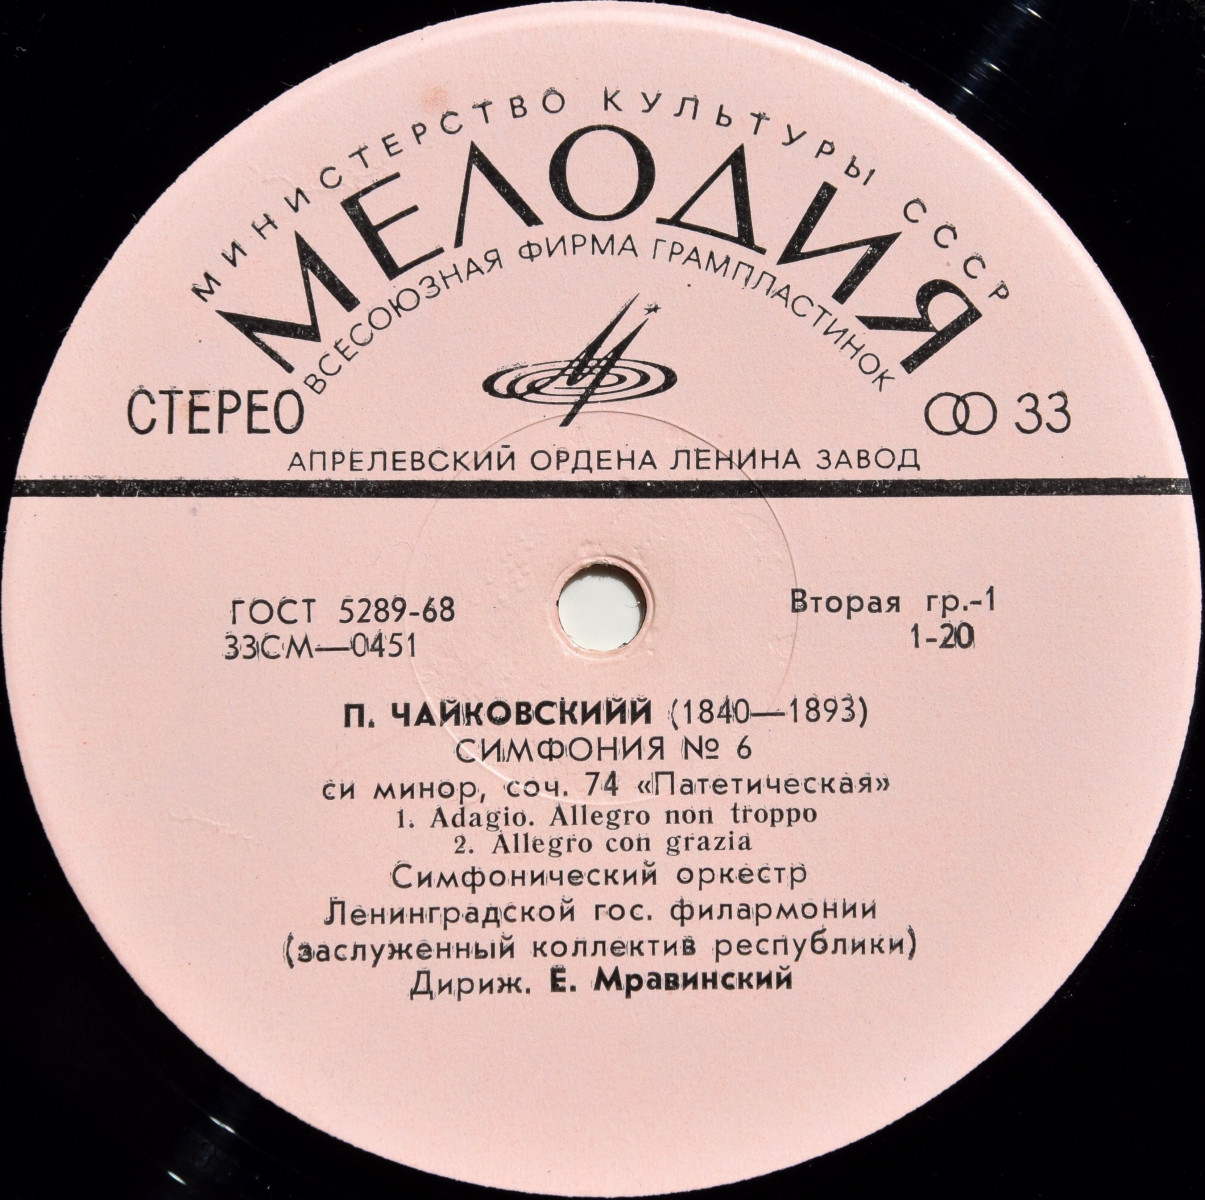 МИНИСТЕРСТВО КУЛЬТУРЫ СССР
МЕЛОДИЯ
ВСЕСОЮЗНАЯ ФИРМА ГРАМПЛАСТИНОК
СТЕРЕО
33
АПРЕЛЕВСКИЙ ОРДЕНА ЛЕНИНА ЗАВОД
ГОСТ 5289-68
Вторая гр.-1
33СМ—0451
1-20
П. ЧАЙКОВСКИЙЙ (1840—1893)
СИМФОНИЯ № 6
си минор, соч. 74 «Патетическая»
1. Adagio. Allegro non troppo
2. Allegro con grazia
Симфонический оркестр
Ленинградской гос. филармонии
(заслуженный коллектив республики)
Дириж. Е. Мравинский